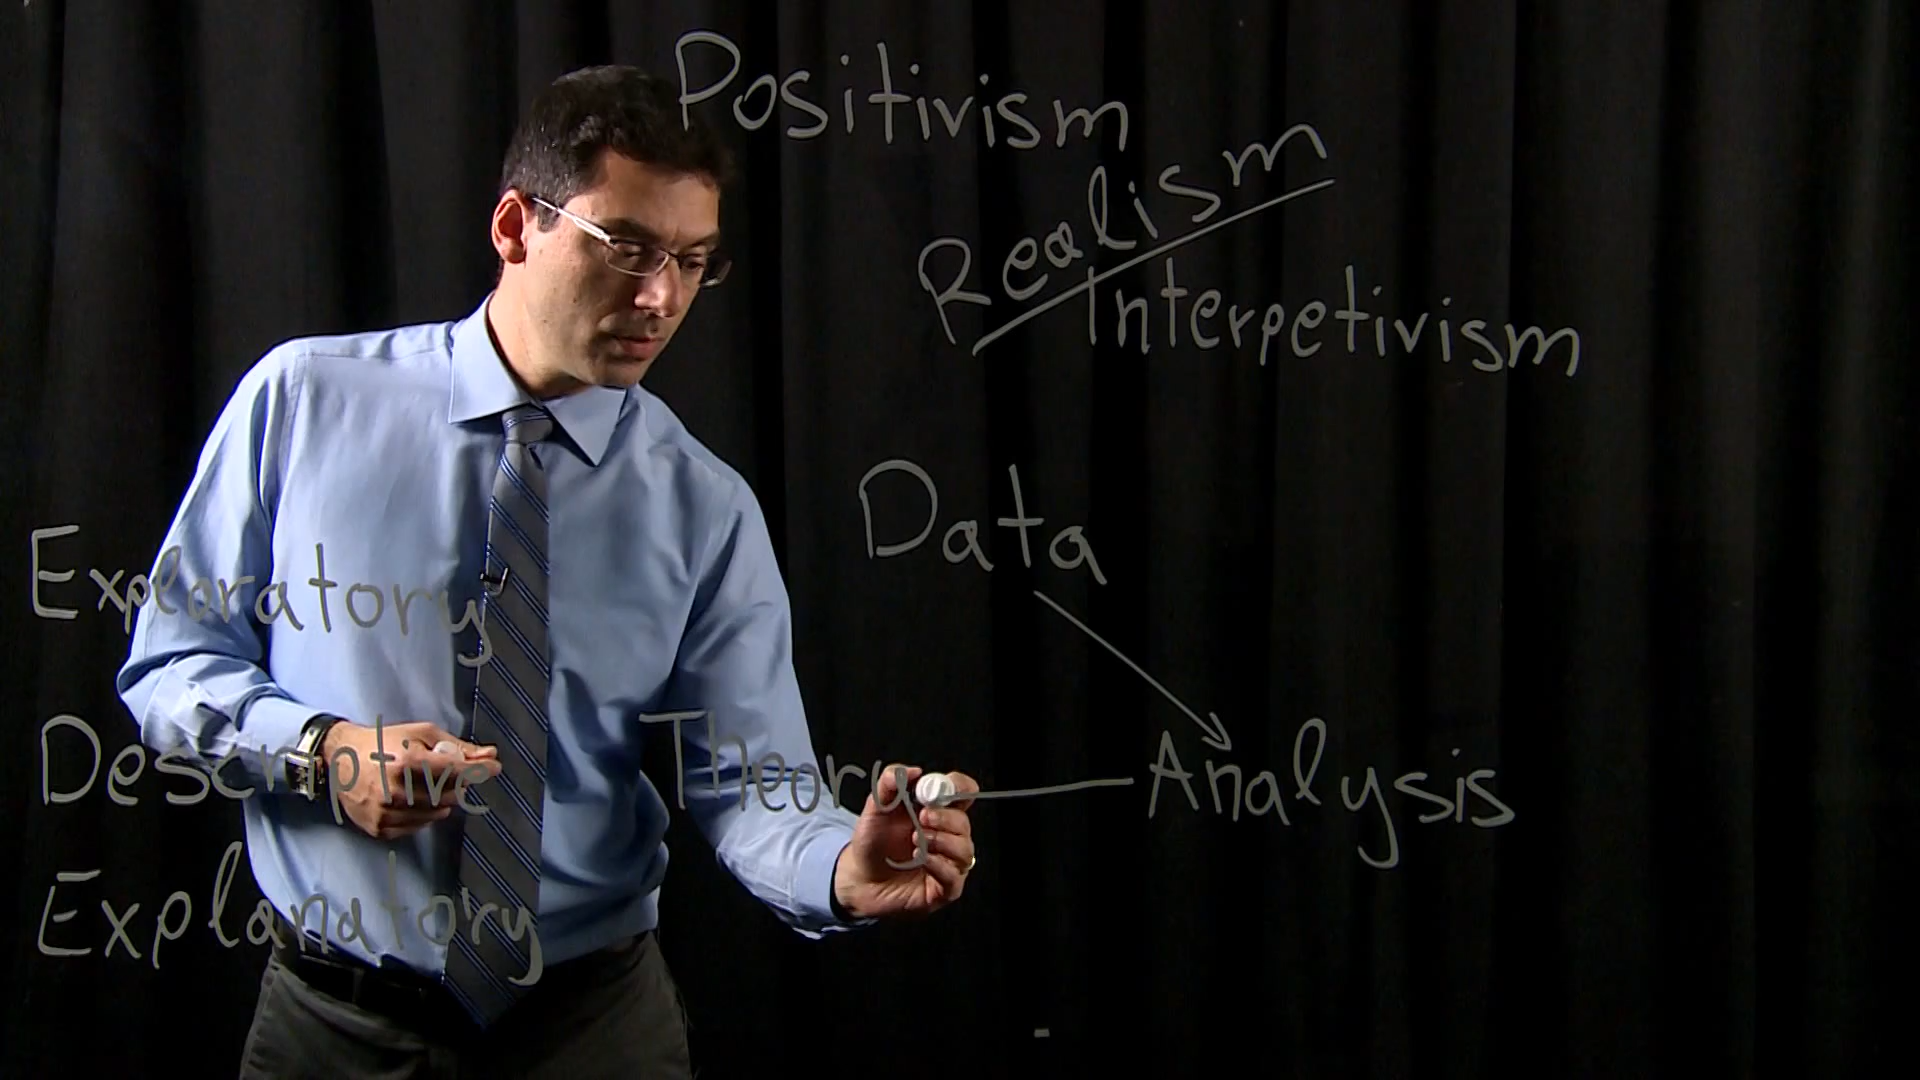 Positivism
Realism
Interpetivism
Data
Exploratory
Descriptive
Theory
Analysis
Explanatory